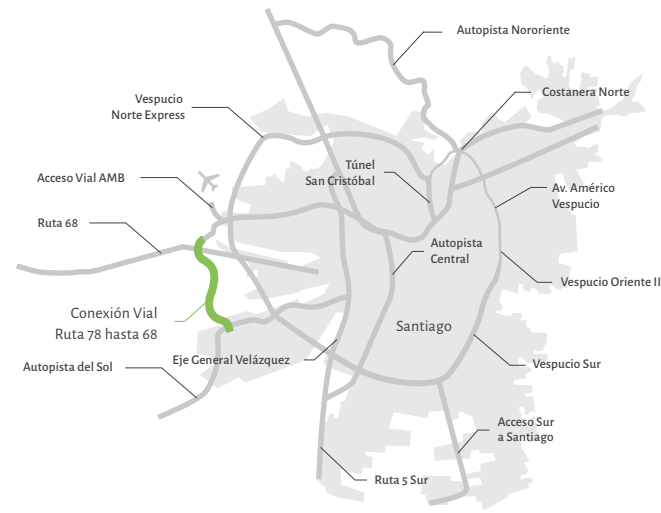 Autopista Nororiente
Costanera Norte
Vespucio
Norte Express
Túnel
San Cristóbal
Acceso Vial AMB
Av. Américo
Vespucio
Ruta 68
Autopista
Central
Vespucio Oriente II
Conexión Vial
Ruta 78 hasta 68
Santiago
Eje General Velázquez
Autopista del Sol
Vespucio Sur
Acceso Sur
a Santiago
Ruta 5 Sur